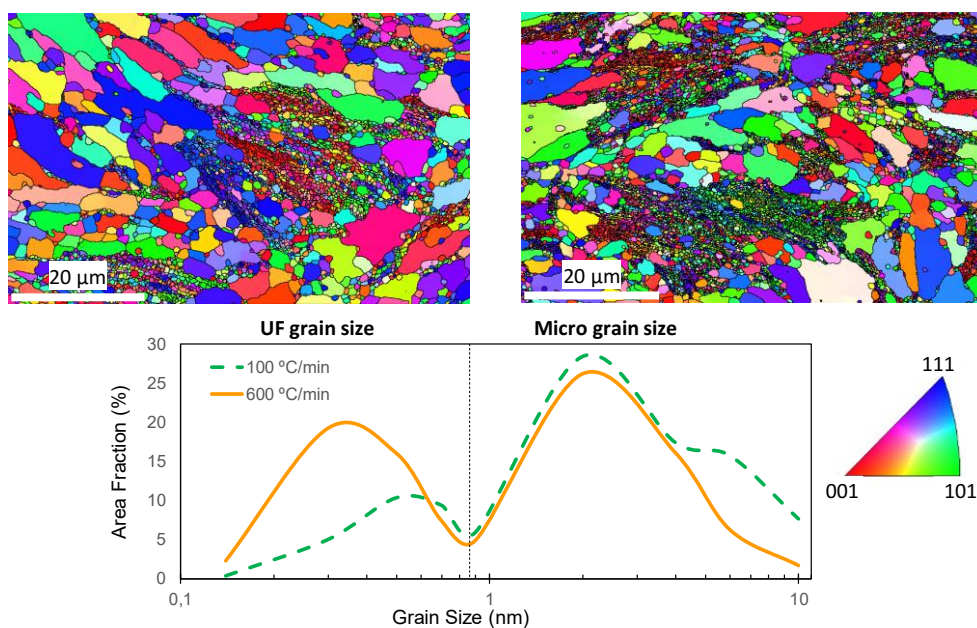 20 µm
20 µm
UF grain size
Micro grain size
30
25
20
15
10
5
0
Area Fraction (%)
100 ºC/min
600 ºC/min
0,1
1
10
Grain Size (nm)
111
001
101